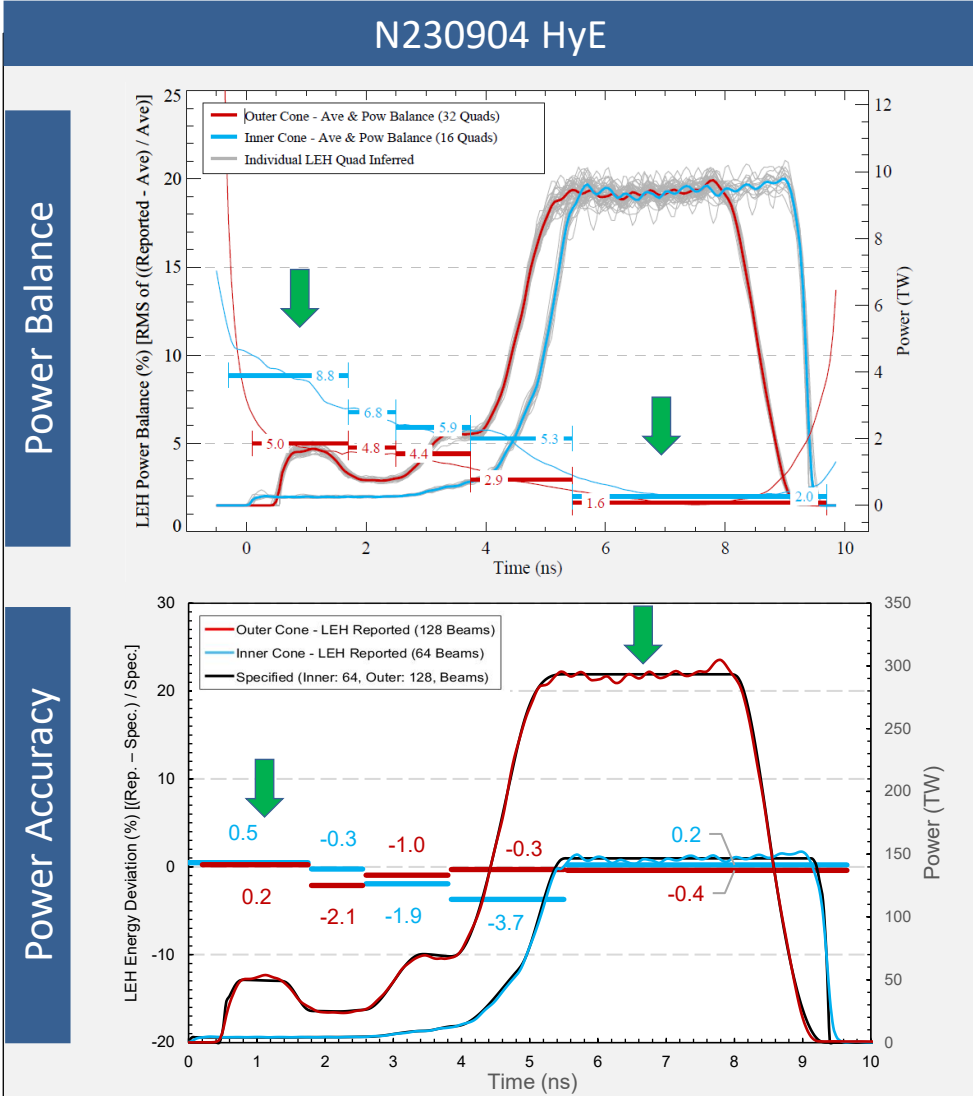 N230904 HyE
Power Balance
LEH Power Balance (%) [RMS of ((Reported - Ave) / Ave)]
25
20
15
10
5
0
Outer Cone - Ave & Pow Balance (32 Quads)
Inner Cone - Ave & Pow Balance (16 Quads)
Individual LEH Quad Inferred
8.8
6.8
5.9
5.3
5.0
4.8
4.4
2.9
1.6
2.0
12
10
8
6
4
2
0
Power (TW)
0 2 4 6 8 10
Time (ns)
Power Accuracy
LEH Energy Deviation (%) [(Rep. – Spec.) / Spec.]
30
20
10
0
-10
-20
Outer Cone - LEH Reported (128 Beams)
Inner Cone - LEH Reported (64 Beams)
Specified (Inner: 64, Outer: 128, Beams)
0.5 -0.3 -1.0 -0.3 0.2
0.2 -2.1 -1.9 -3.7 -0.4
350
300
250
200
150
100
50
0
Power (TW)
0 1 2 3 4 5 6 7 8 9 10
Time (ns)